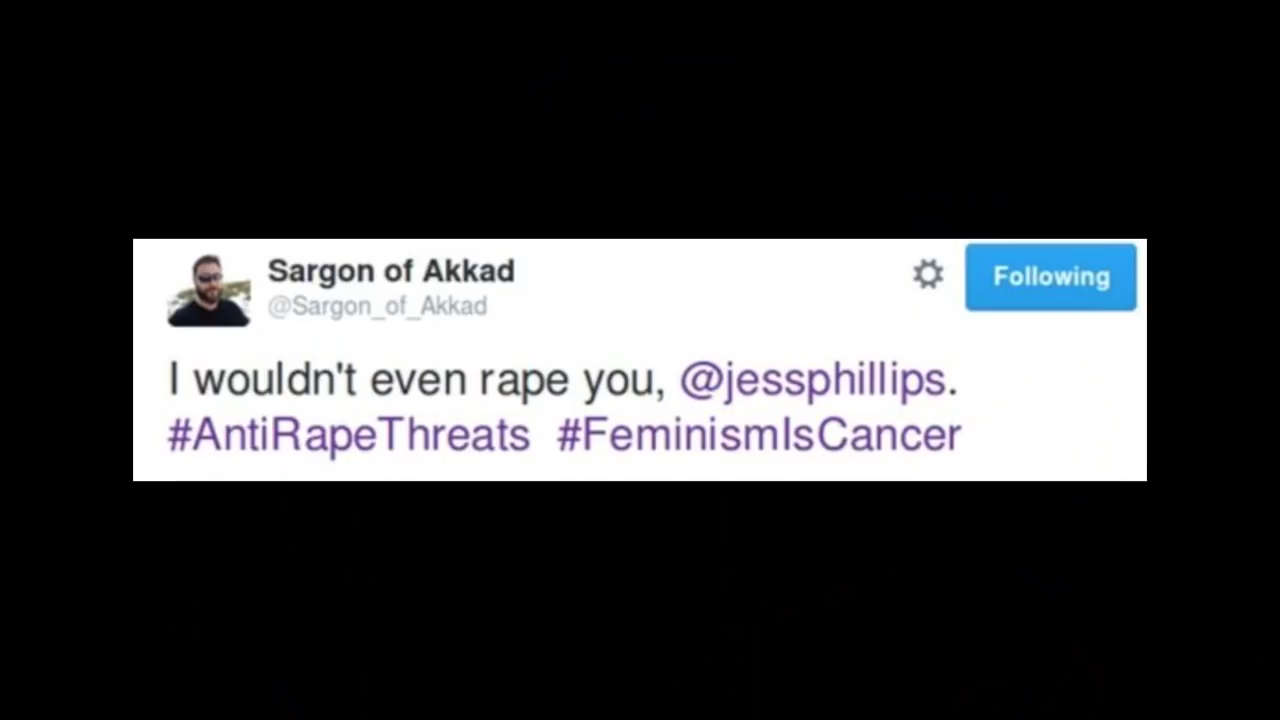 Sargon of Akkad
@Sargon_of_Akkad
Following
I wouldn't even rape you, @jessphillips.
#AntiRapeThreats #FeminismIsCancer